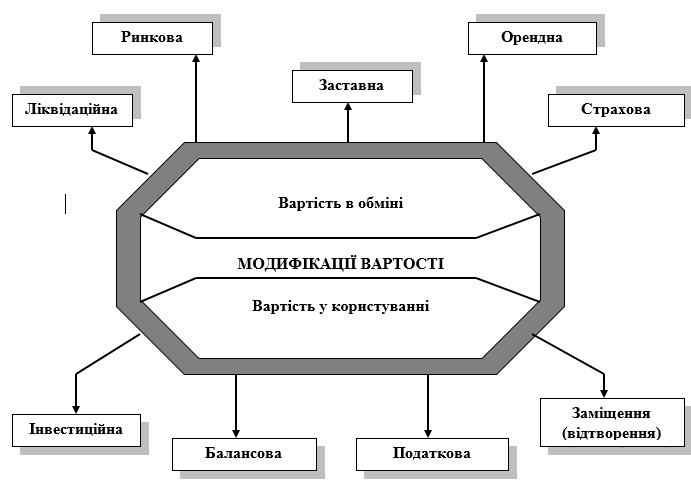 Ринкова
Орендна
Заставна
Ліквідаційна
Страхова
Вартість в обміні
МОДИФІКАЦІЇ ВАРТОСТІ
Вартість у користуванні
Інвестиційна
Балансова
Податкова
Заміщення
(відтворення)